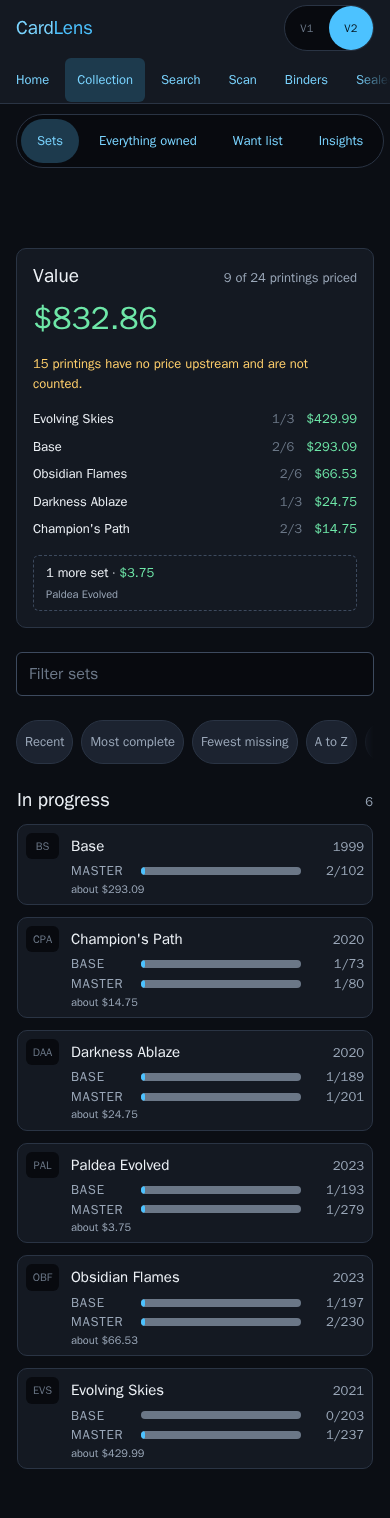 CardLens
V1 V2
Home Collection Search Scan Binders Seale
Sets Everything owned Want list Insights
Value 9 of 24 printings priced
$832.86
15 printings have no price upstream and are not
counted.
Evolving Skies 1/3 $429.99
Base 2/6 $293.09
Obsidian Flames 2/6 $66.53
Darkness Ablaze 1/3 $24.75
Champion's Path 2/3 $14.75
1 more set · $3.75
Paldea Evolved
Filter sets
Recent Most complete Fewest missing A to Z
In progress 6
BS Base 1999
MASTER 2/102
about $293.09
CPA Champion's Path 2020
BASE 1/73
MASTER 1/80
about $14.75
DAA Darkness Ablaze 2020
BASE 1/189
MASTER 1/201
about $24.75
PAL Paldea Evolved 2023
BASE 1/193
MASTER 1/279
about $3.75
OBF Obsidian Flames 2023
BASE 1/197
MASTER 2/230
about $66.53
EVS Evolving Skies 2021
BASE 0/203
MASTER 1/237
about $429.99